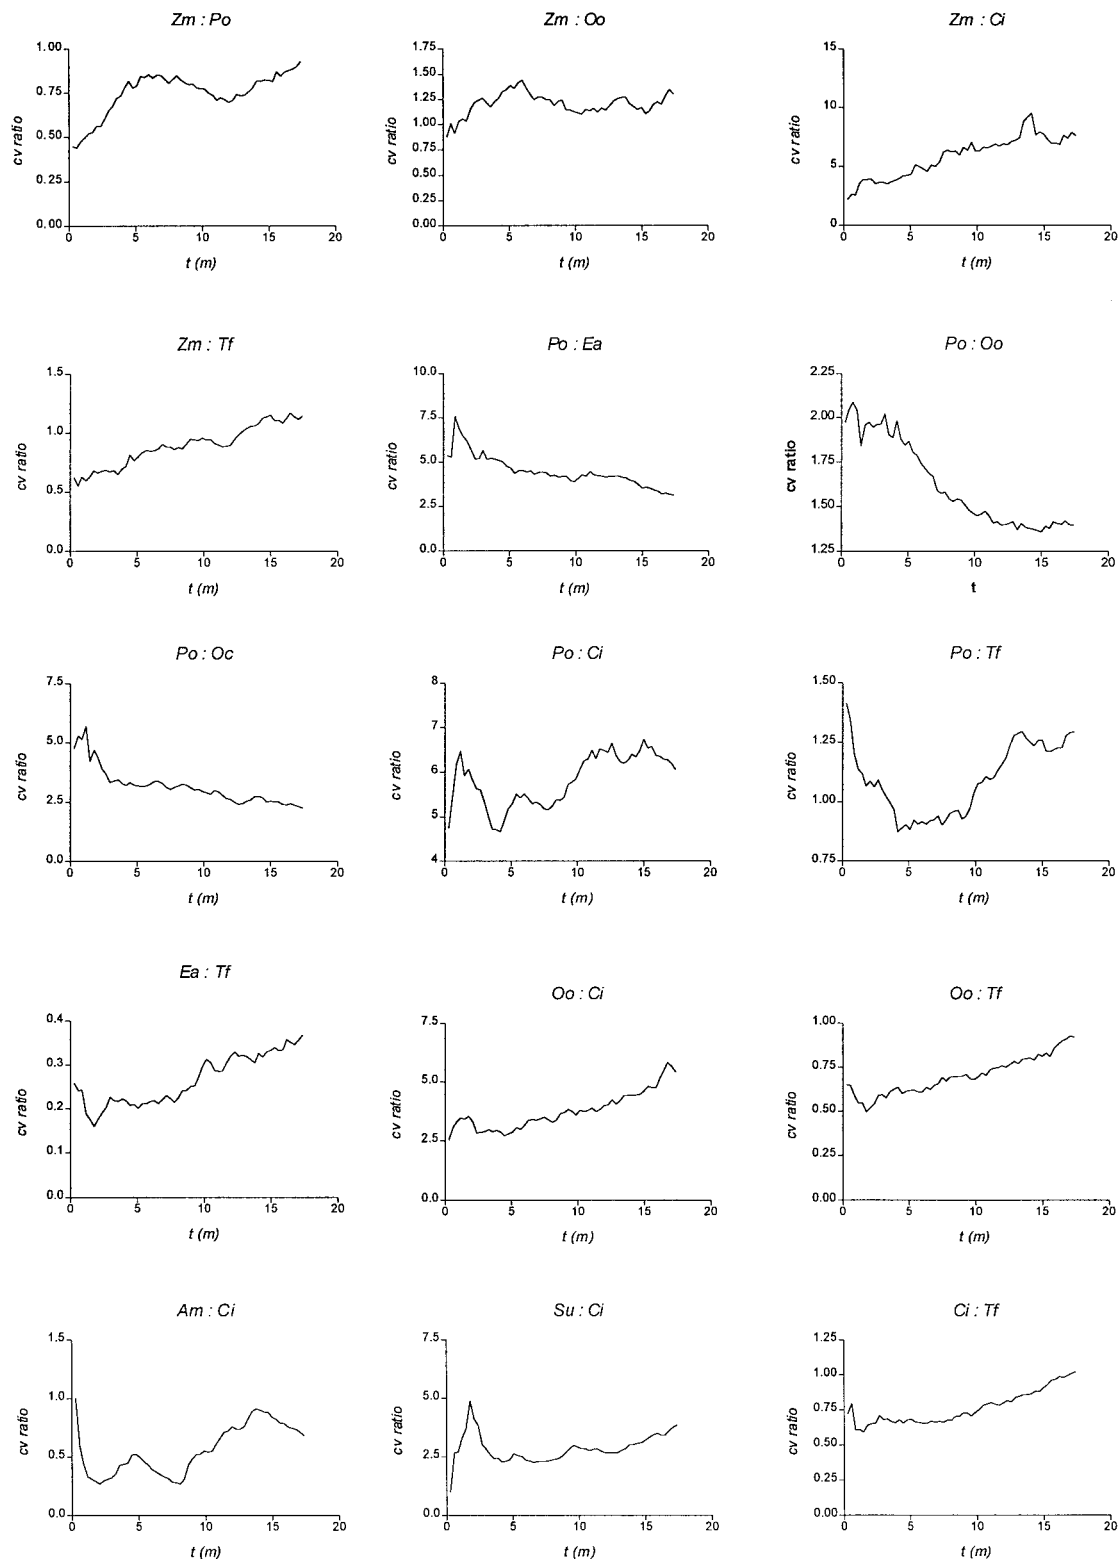 Zm : Po
Zm : Oo
Zm : Ci
1.00
0.75
0.50
0.25
0.00
cv ratio
0 5 10 15 20
t (m)
1.75
1.50
1.25
1.00
0.75
0.50
0.25
0.00
cv ratio
0 5 10 15 20
t (m)
15
10
5
0
cv ratio
0 5 10 15 20
t (m)
Zm : Tf
Po : Ea
Po : Oo
1.5
1.0
0.5
0.0
cv ratio
0 5 10 15 20
t (m)
10.0
7.5
5.0
2.5
0.0
cv ratio
0 5 10 15 20
t (m)
2.25
2.00
1.75
1.50
1.25
cv ratio
0 5 10 15 20
t
Po : Oc
Po : Ci
Po : Tf
7.5
5.0
2.5
0.0
cv ratio
0 5 10 15 20
t (m)
8
7
6
5
4
cv ratio
0 5 10 15 20
t (m)
1.50
1.25
1.00
0.75
cv ratio
0 5 10 15 20
t (m)
Ea : Tf
Oo : Ci
Oo : Tf
0.4
0.3
0.2
0.1
0.0
cv ratio
0 5 10 15 20
t (m)
7.5
5.0
2.5
0.0
cv ratio
0 5 10 15 20
t (m)
1.00
0.75
0.50
0.25
0.00
cv ratio
0 5 10 15 20
t (m)
Am : Ci
Su : Ci
Ci : Tf
1.5
1.0
0.5
0.0
cv ratio
0 5 10 15 20
t (m)
7.5
5.0
2.5
0.0
cv ratio
0 5 10 15 20
t (m)
1.25
1.00
0.75
0.50
0.25
0.00
cv ratio
0 5 10 15 20
t (m)